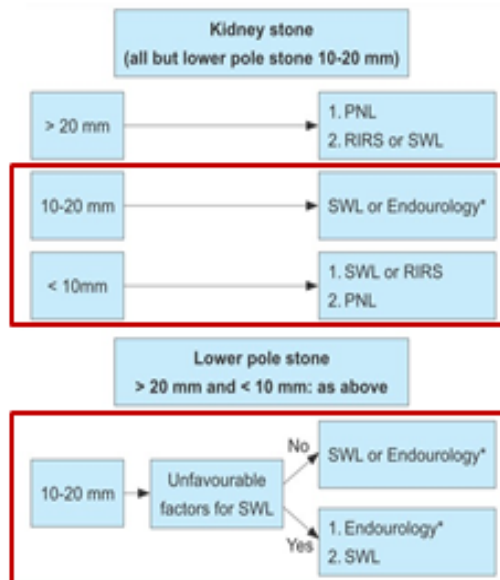 Kidney stone
(all but lower pole stone 10-20 mm)
> 20 mm
1. PNL
2. RIRS or SWL
10-20 mm
SWL or Endourology*
< 10mm
1. SWL or RIRS
2. PNL
Lower pole stone
> 20 mm and < 10 mm: as above
10-20 mm
Unfavourable
factors for SWL
No
SWL or Endourology*
Yes
1. Endourology*
2. SWL